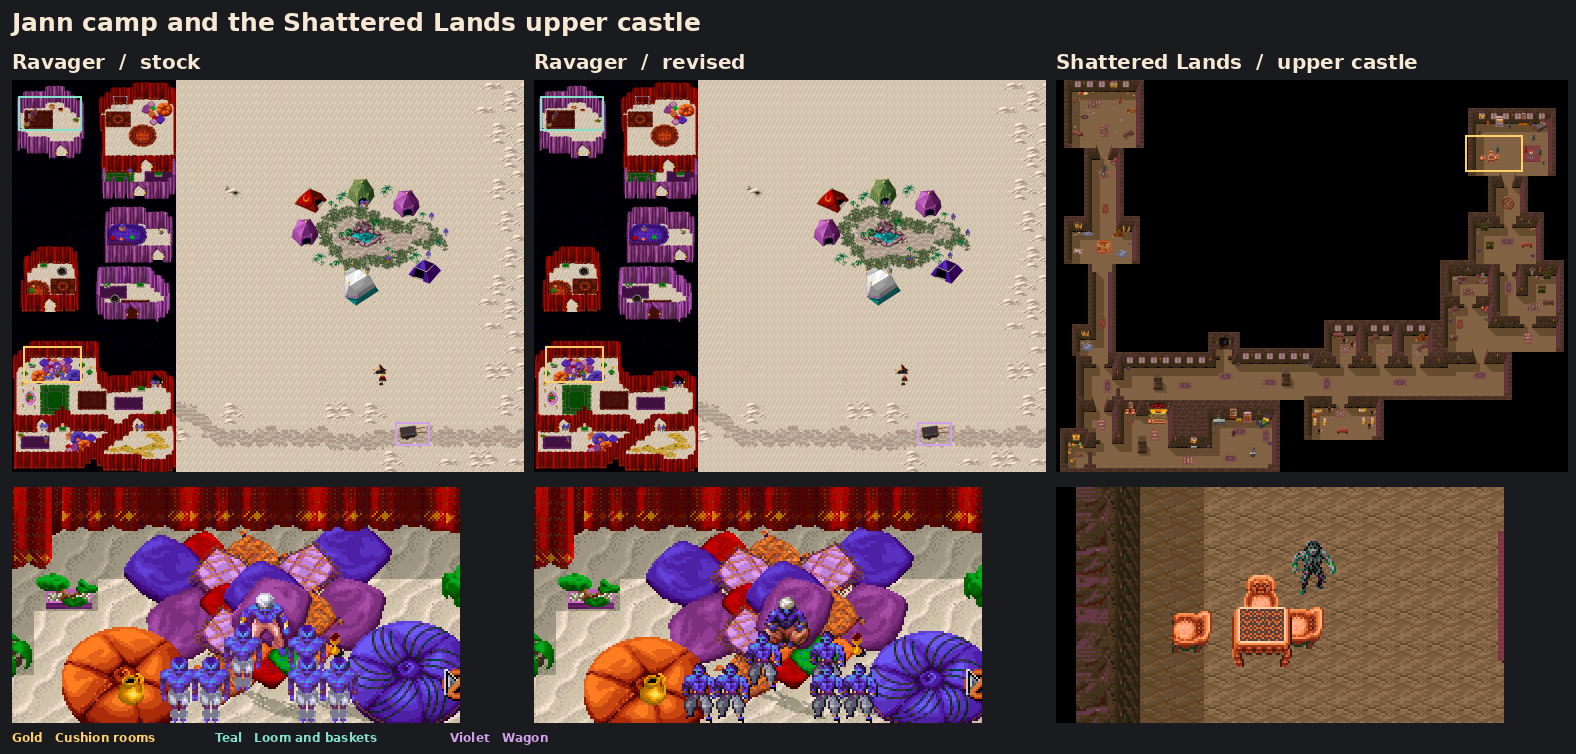 Jann camp and the Shattered Lands upper castle
Ravager / stock
Ravager / revised
Shattered Lands / upper castle
Gold Cushion rooms
Teal Loom and baskets
Violet Wagon